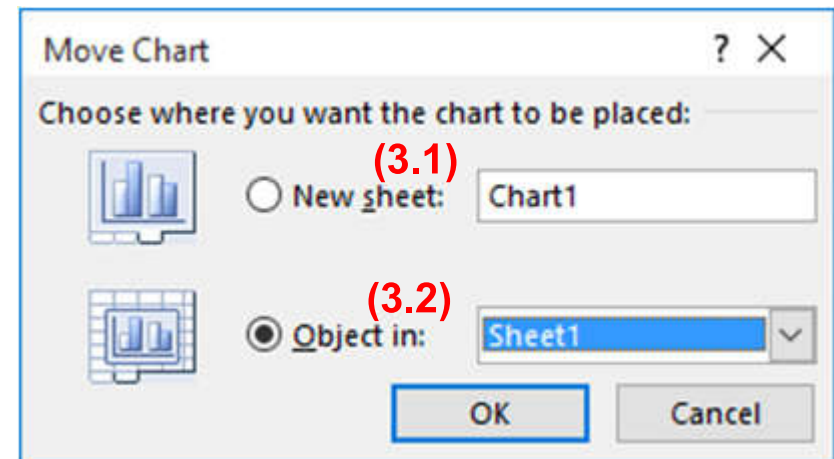 Move Chart ? ×
Choose where you want the chart to be placed:
(3.1)
New sheet: Chart1
(3.2)
Object in: Sheet1
OK Cancel